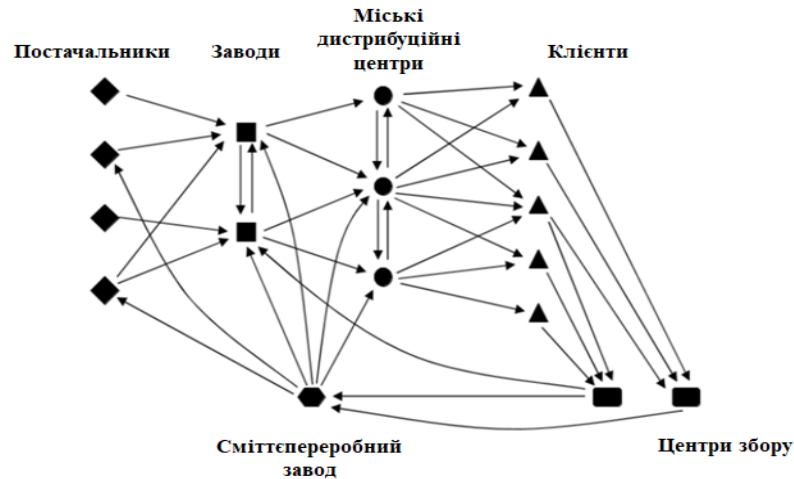 Постачальники
Заводи
Міські
дистрибуційні
центри
Клієнти
Сміттєпереробний
завод
Центри збору